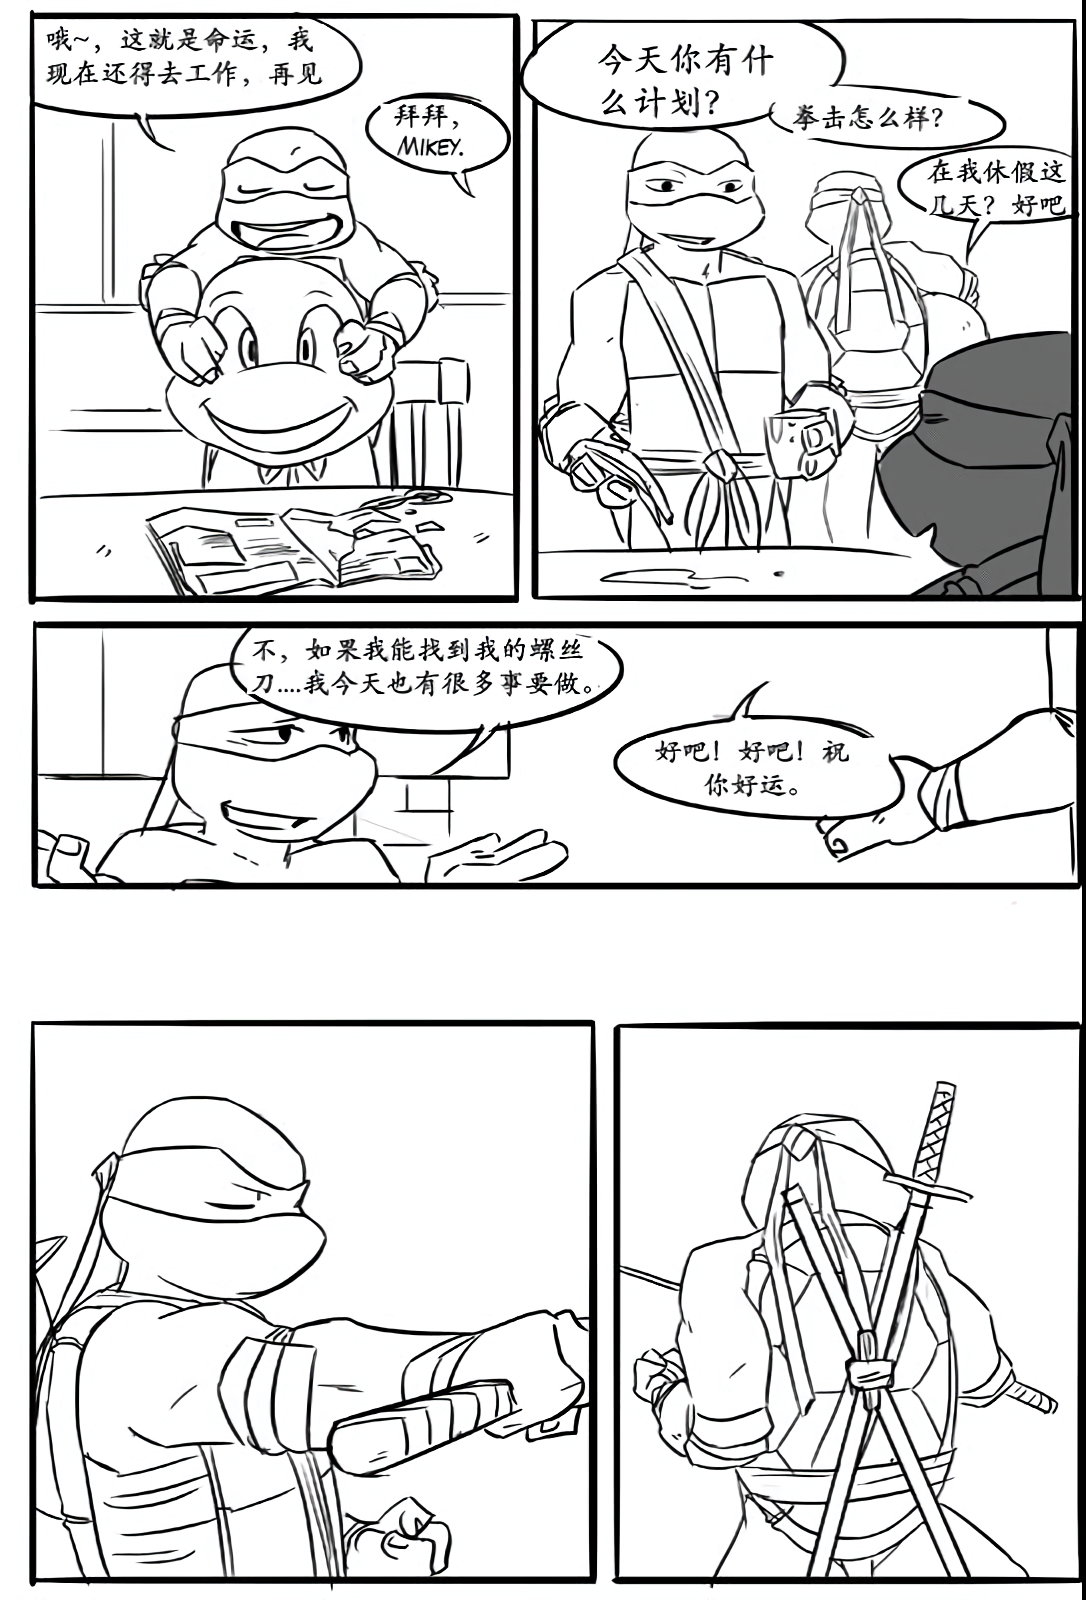 哦~，这就是命运，我
现在还得去工作，再见
拜拜，
MIKEY.
今天你有什
么计划？
拳击怎么样？
在我休假这
几天？好吧
不，如果我能找到我的螺丝
刀....我今天也有很多事要做。
好吧！好吧！祝
你好运。